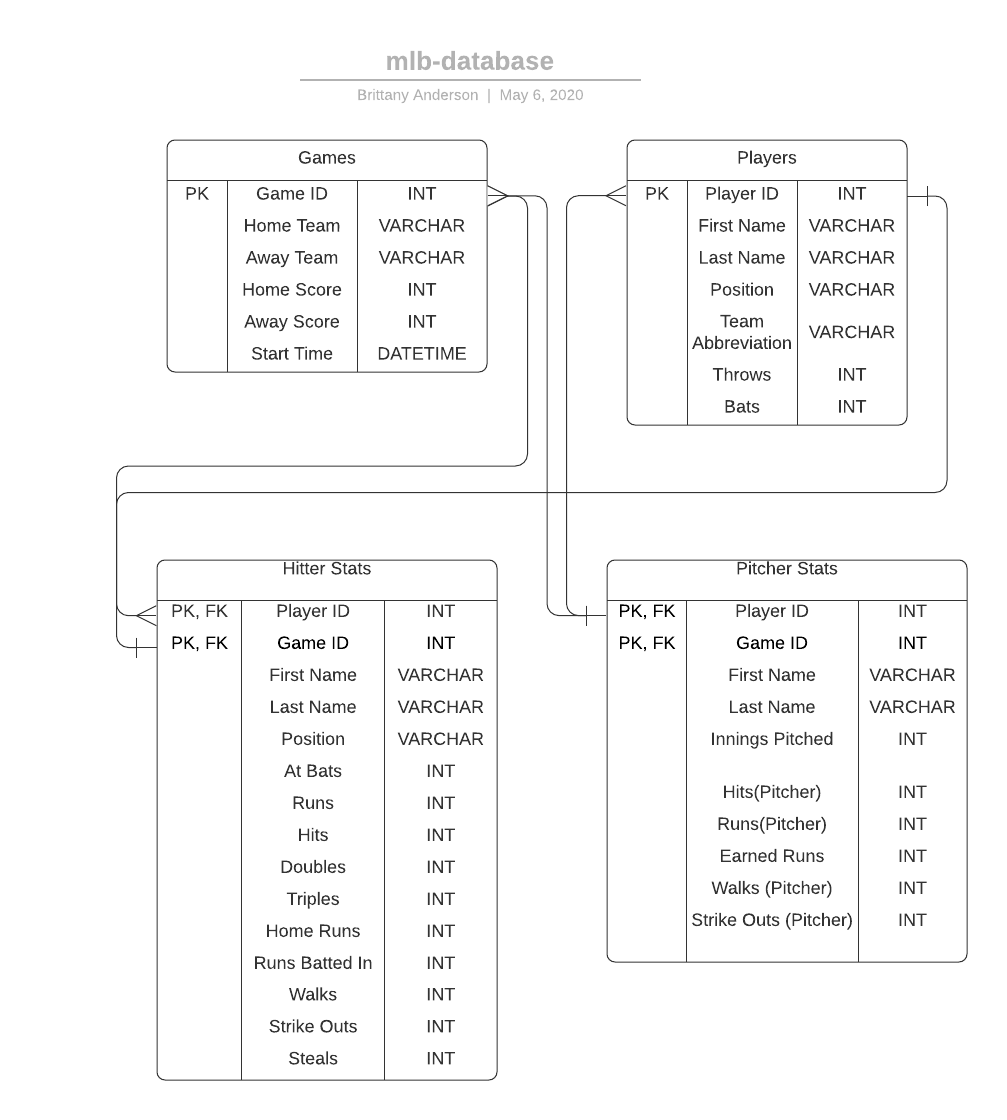 mlb-database
Brittany Anderson | May 6, 2020
Games
PK Game ID INT
Home Team VARCHAR
Away Team VARCHAR
Home Score INT
Away Score INT
Start Time DATETIME
Players
PK Player ID INT
First Name VARCHAR
Last Name VARCHAR
Position VARCHAR
Team
Abbreviation VARCHAR
Throws INT
Bats INT
Hitter Stats
PK, FK Player ID INT
PK, FK Game ID INT
First Name VARCHAR
Last Name VARCHAR
Position VARCHAR
At Bats INT
Runs INT
Hits INT
Doubles INT
Triples INT
Home Runs INT
Runs Batted In INT
Walks INT
Strike Outs INT
Steals INT
Pitcher Stats
PK, FK Player ID INT
PK, FK Game ID INT
First Name VARCHAR
Last Name VARCHAR
Innings Pitched INT
Hits(Pitcher) INT
Runs(Pitcher) INT
Earned Runs INT
Walks (Pitcher) INT
Strike Outs (Pitcher) INT